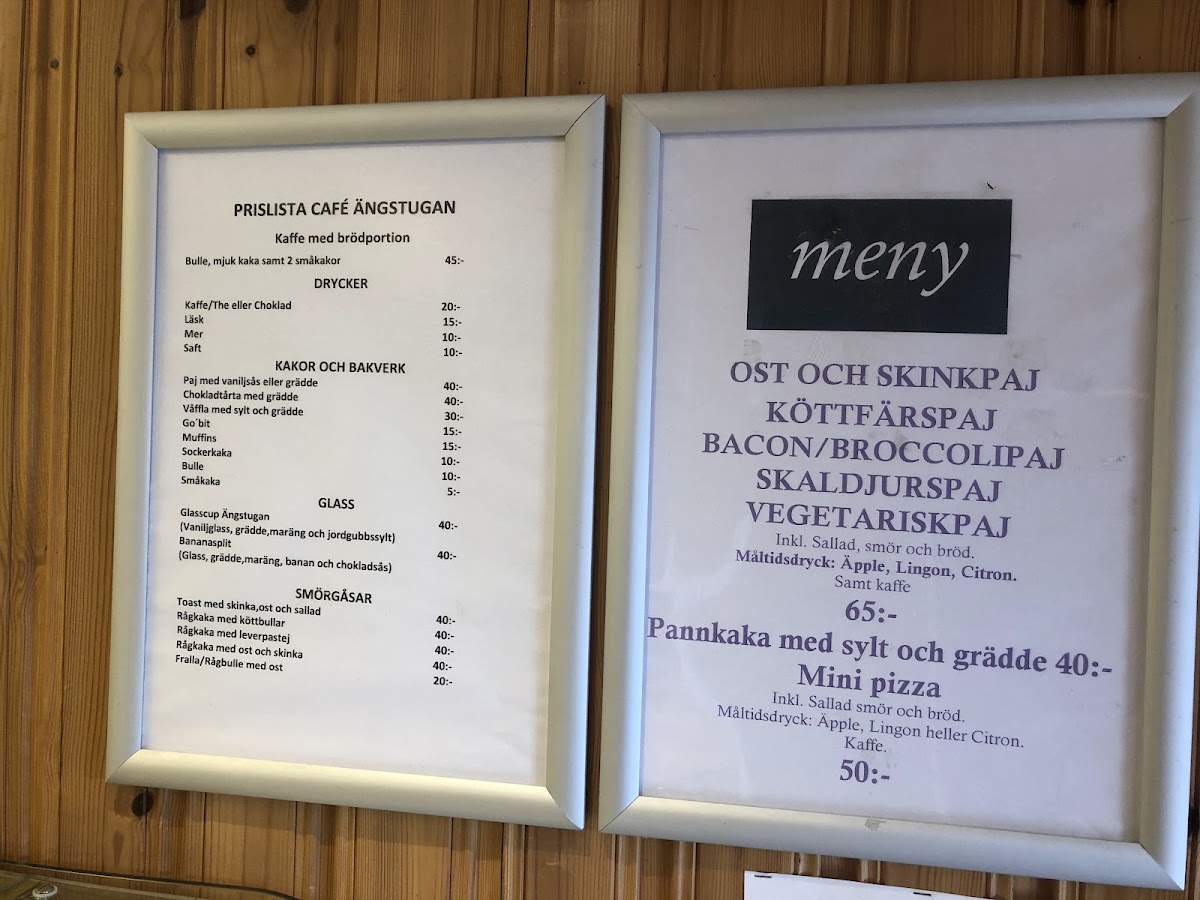 PRISLISTA CAFÉ ÄNGSTUGAN
Kaffe med brödportion
Bulle, mjuk kaka samt 2 småkakor 45:-
DRYCKER
Kaffe/The eller Choklad 20:-
Läsk 15:-
Mer 10:-
Saft 10:-
KAKOR OCH BAKVERK
Paj med vaniljsås eller grädde 40:-
Chokladtårta med grädde 40:-
Våffla med sylt och grädde 30:-
Go´bit 15:-
Muffins 15:-
Sockerkaka 10:-
Bulle 10:-
Småkaka 5:-
GLASS
Glasscup Ängstugan 40:-
(Vaniljglass, grädde,maräng och jordgubbssylt)
Bananasplit 40:-
(Glass, grädde,maräng, banan och chokladsås)
SMÖRGÅSAR
Toast med skinka,ost och sallad 40:-
Rågkaka med köttbullar 40:-
Rågkaka med leverpastej 40:-
Rågkaka med ost och skinka 40:-
Fralla/Rågbulle med ost 20:-
meny
OST OCH SKINKPAJ
KÖTTFÄRSPAJ
BACON/BROCCOLIPAJ
SKALDJURSPAJ
VEGETARISKPAJ
Inkl. Sallad, smör och bröd.
Måltidsdryck: Äpple, Lingon, Citron.
Samt kaffe
65:-
Pannkaka med sylt och grädde 40:-
Mini pizza
Inkl. Sallad smör och bröd.
Måltidsdryck: Äpple, Lingon heller Citron.
Kaffe.
50:-